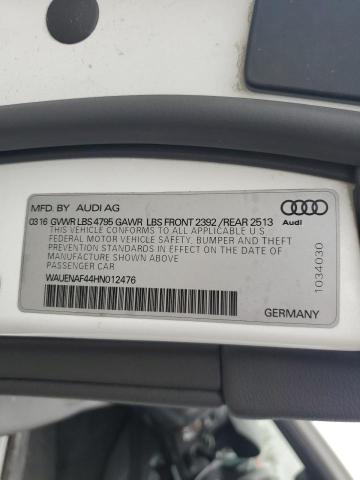 MFD. BY AUDI AG
0316 GVWR LBS 4795 GAWR LBS FRONT 2392 /REAR 2513
THIS VEHICLE CONFORMS TO ALL APPLICABLE U.S
FEDERAL MOTOR VEHICLE SAFETY, BUMPER AND THEFT
PREVENTION STANDARDS IN EFFECT ON THE DATE OF
MANUFACTURE SHOWN ABOVE
PASSENGER CAR
WAUENAF44HN012476
Audi
1034030
GERMANY